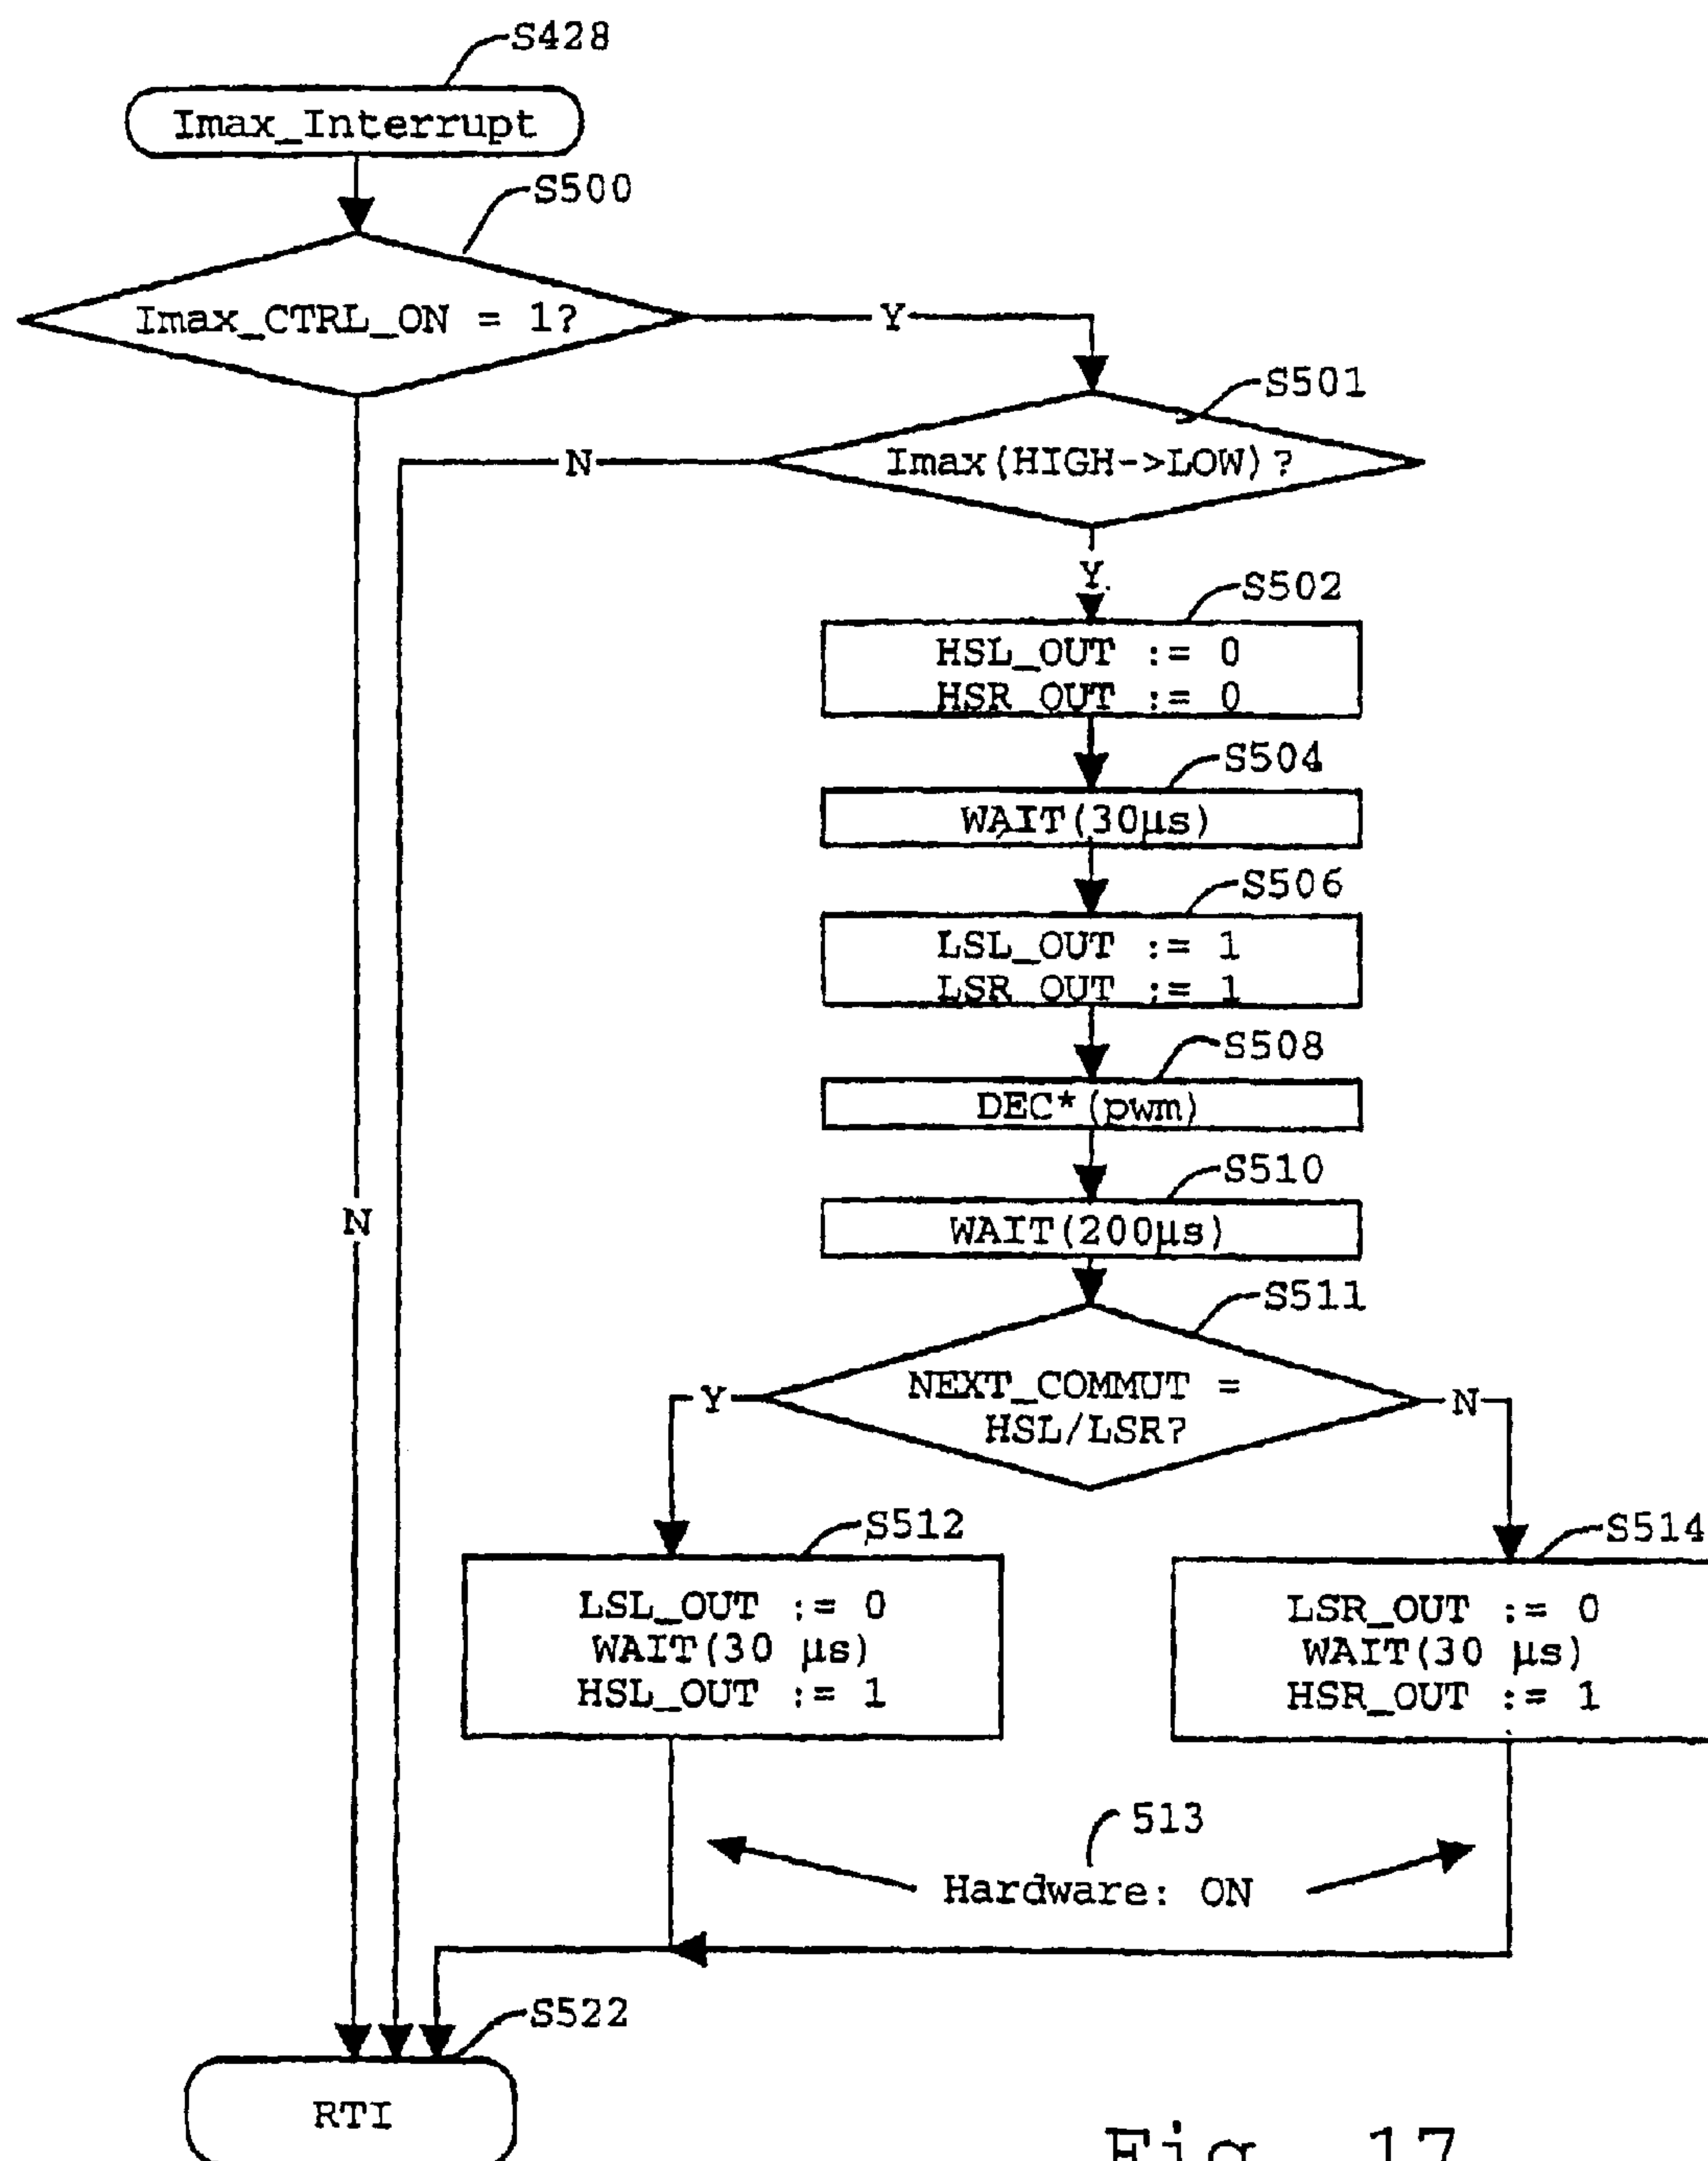 S428
Imax_Interrupt
S500
Imax_CTRL_ON = 1?
Y
S501
Imax(HIGH->LOW)?
N
Y
S502
HSL_OUT := 0
HSR_OUT := 0
S504
WAIT(30µs)
S506
LSL_OUT := 1
LSR_OUT := 1
S508
DEC*(pwm)
S510
WAIT(200µs)
N
S511
NEXT_COMMUT =
HSL/LSR?
Y
N
S512
LSL_OUT := 0
WAIT(30 µs)
HSL_OUT := 1
S514
LSR_OUT := 0
WAIT(30 µs)
HSR_OUT := 1
513
Hardware: ON
S522
RTI
Fig. 17